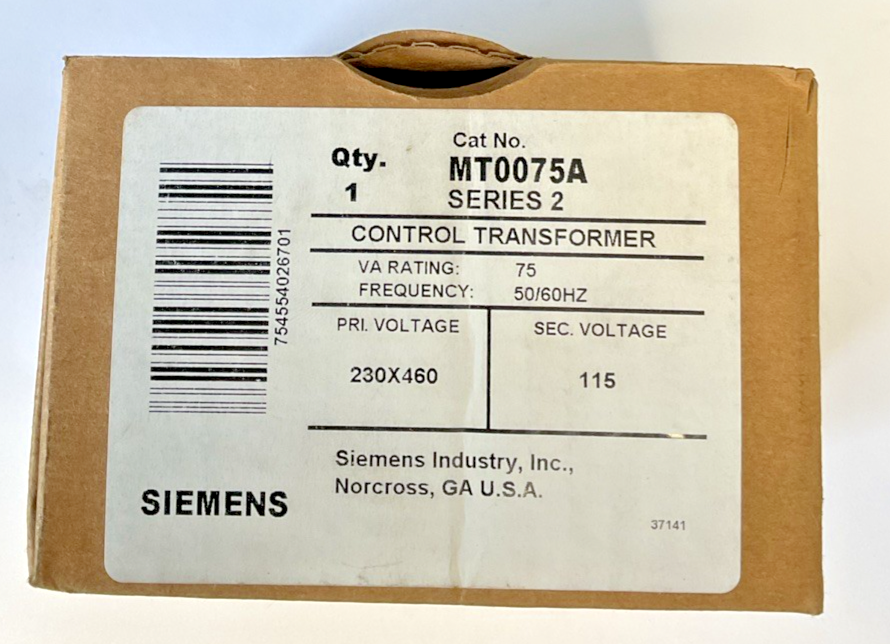 Cat No.
Qty.
MT0075A
1
SERIES 2
CONTROL TRANSFORMER
VA RATING: 75
FREQUENCY: 50/60HZ
PRI. VOLTAGE
SEC. VOLTAGE
230X460
115
754554026701
Siemens Industry, Inc.,
Norcross, GA U.S.A.
SIEMENS
37141